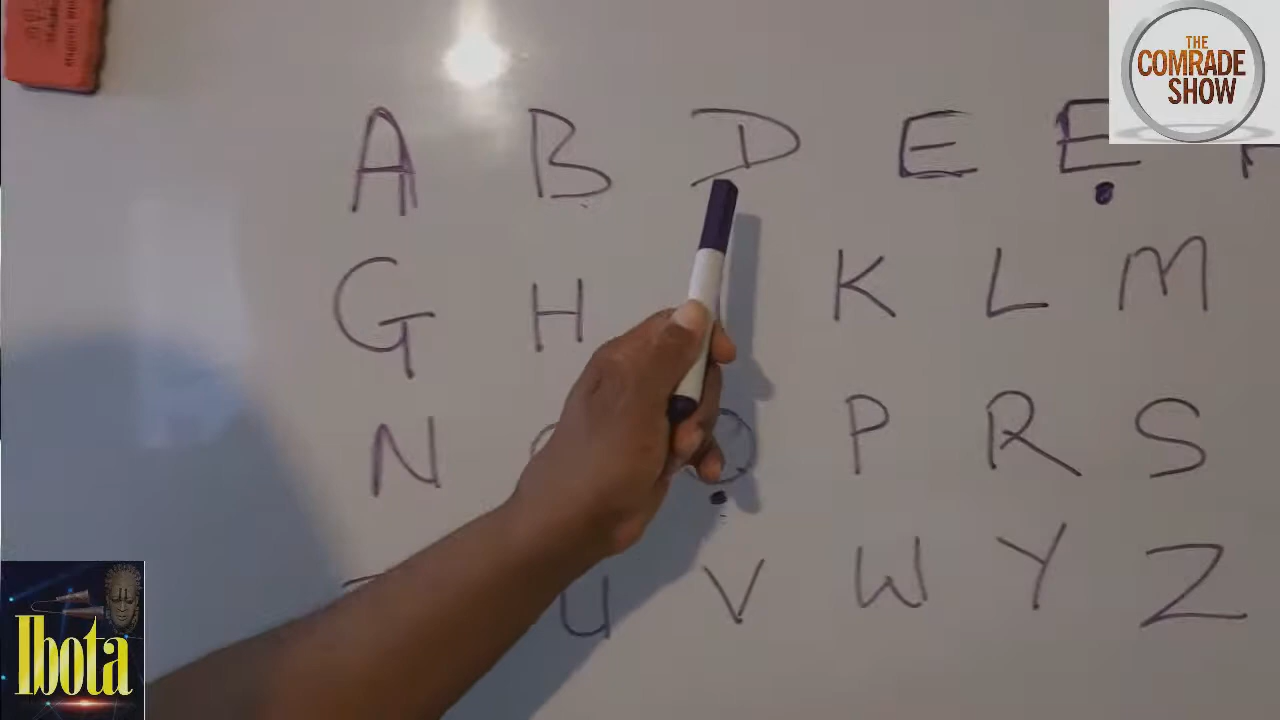 THE
COMRADE
SHOW
A B D E Ẹ
G H K L M
N Ọ P R S
U V W Y Z
Ibota